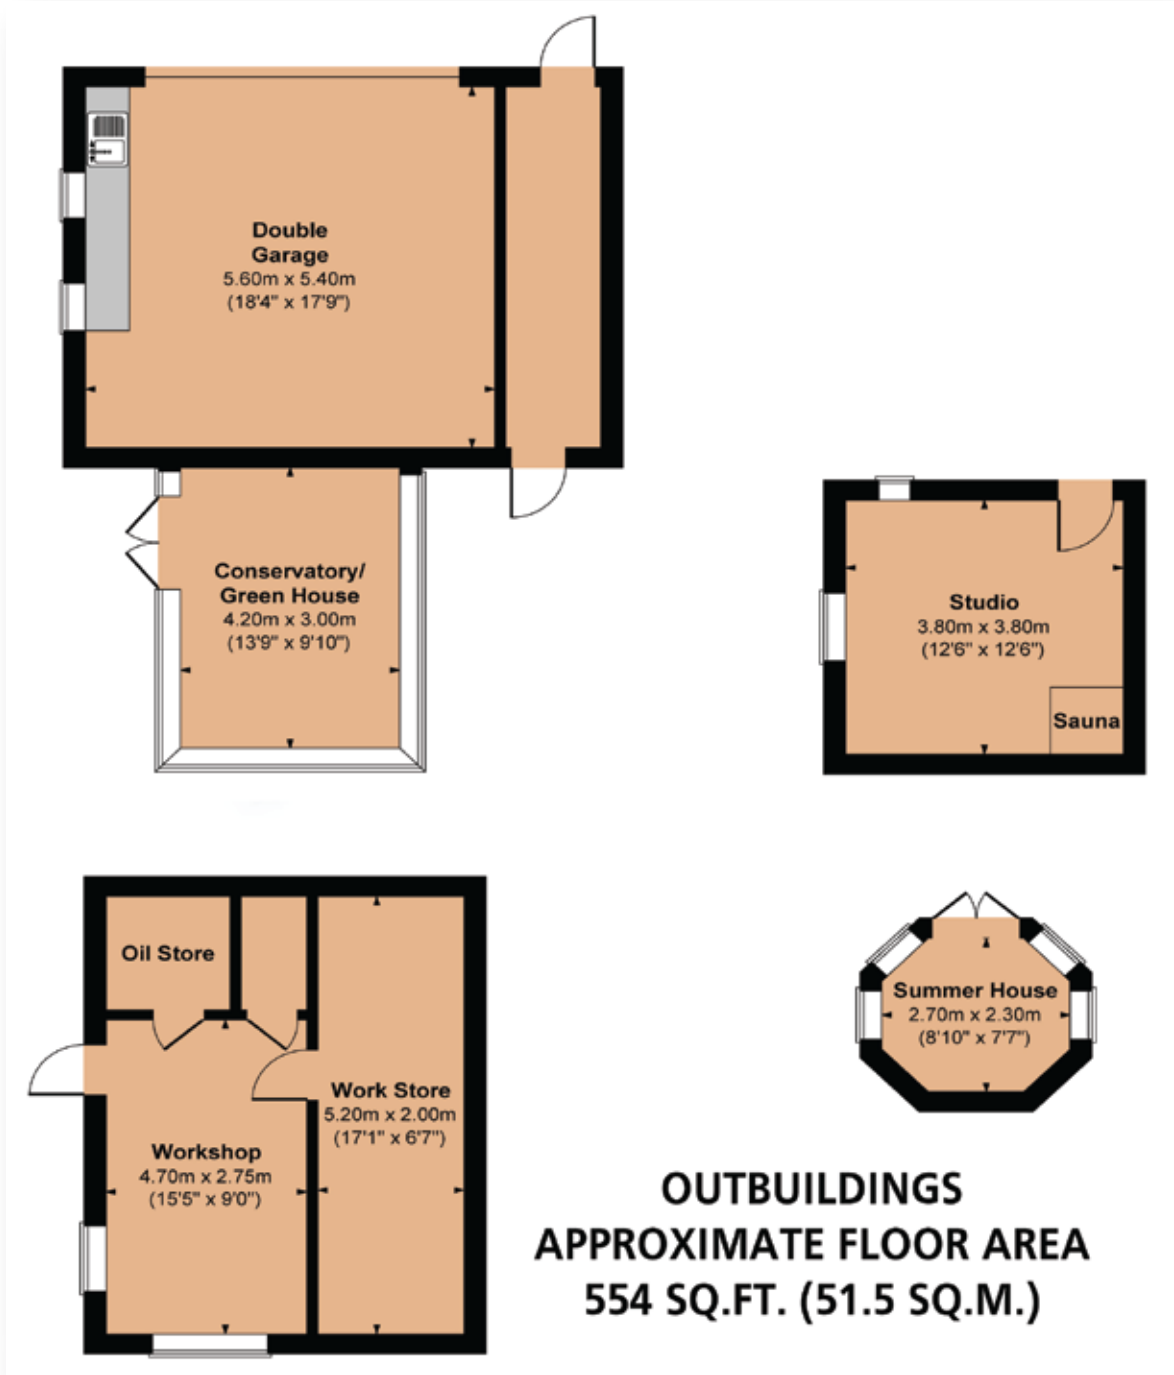 Double
Garage
5.60m x 5.40m
(18'4" x 17'9")
Conservatory/
Green House
4.20m x 3.00m
(13'9" x 9'10")
Studio
3.80m x 3.80m
(12'6" x 12'6")
Sauna
Oil Store
Work Store
5.20m x 2.00m
(17'1" x 6'7")
Workshop
4.70m x 2.75m
(15'5" x 9'0")
Summer House
2.70m x 2.30m
(8'10" x 7'7")
OUTBUILDINGS
APPROXIMATE FLOOR AREA
554 SQ.FT. (51.5 SQ.M.)